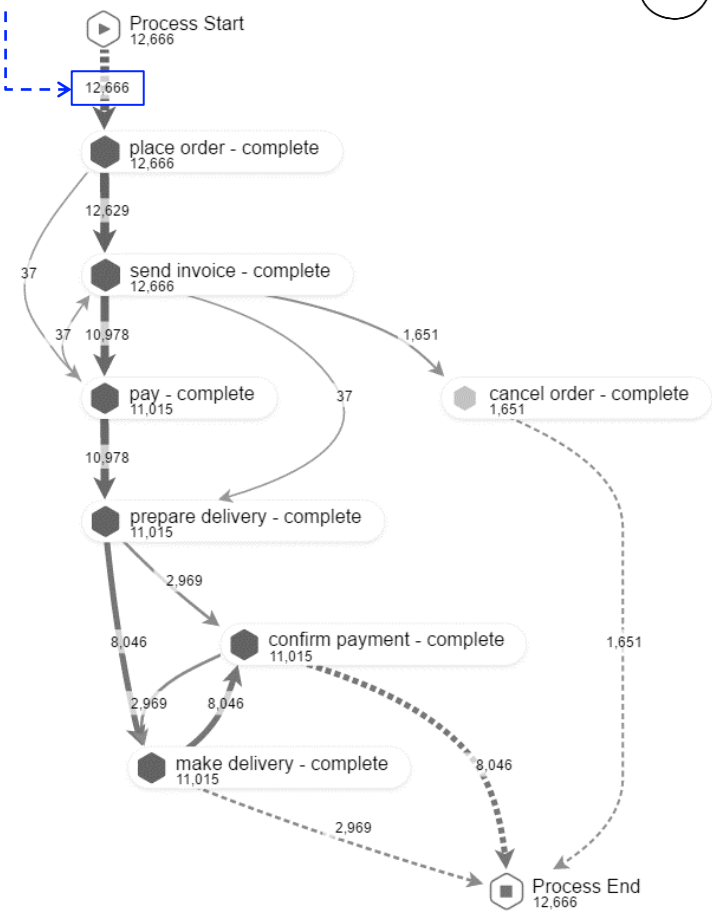 Process Start
12,666
12,666
place order - complete
12,666
12,629
37
send invoice - complete
12,666
37
10,978
1,651
37
pay - complete
11,015
cancel order - complete
1,651
10,978
prepare delivery - complete
11,015
2,969
8,046
confirm payment - complete
11,015
1,651
2,969
8,046
make delivery - complete
11,015
8,046
2,969
Process End
12,666